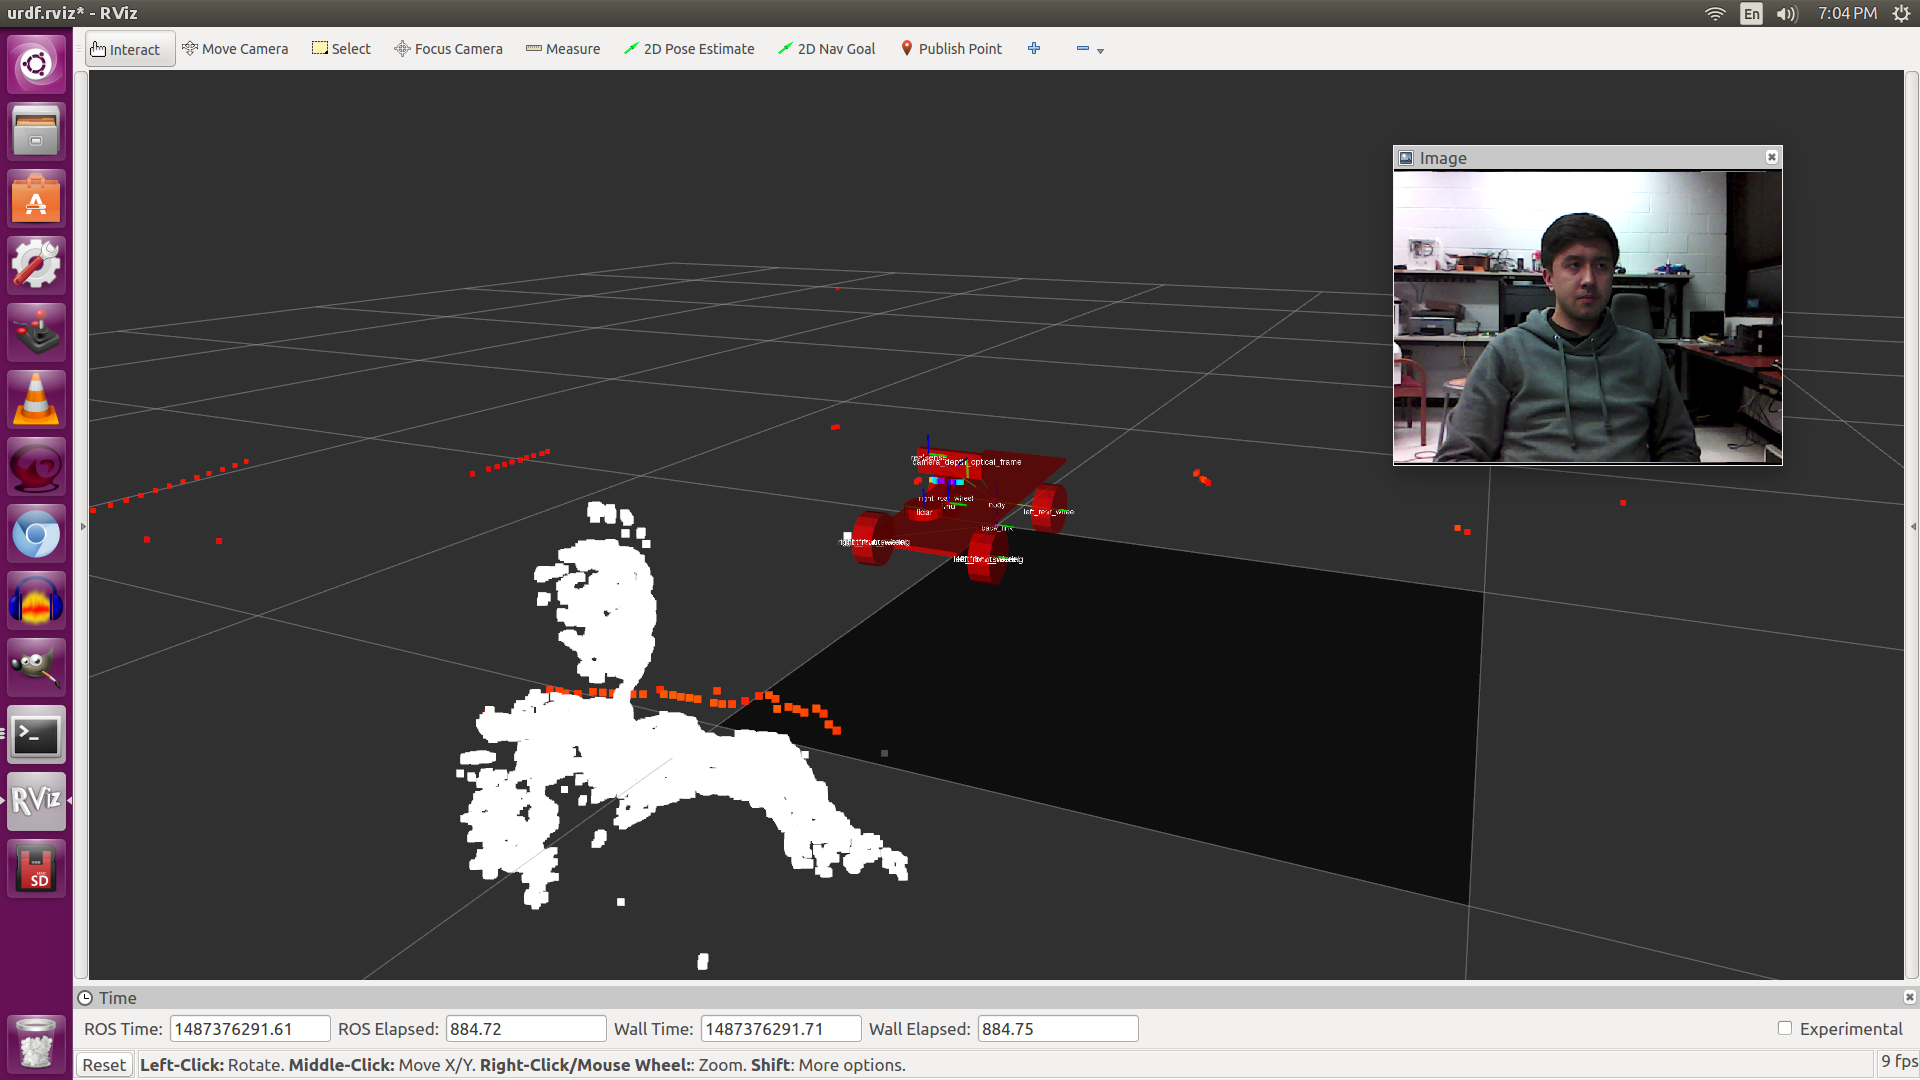 urdf.rviz* - RViz
En
7:04 PM
Interact
Move Camera
Select
Focus Camera
Measure
2D Pose Estimate
2D Nav Goal
Publish Point
Image
realsense
camera_depth_optical_frame
right_rear_wheel
imu
body
lidar
left_rear_wheel
base_link
RViz
SD
Time
ROS Time: 1487376291.61
ROS Elapsed: 884.72
Wall Time: 1487376291.71
Wall Elapsed: 884.75
Experimental
Reset
Left-Click: Rotate. Middle-Click: Move X/Y. Right-Click/Mouse Wheel:: Zoom. Shift: More options.
9 fps